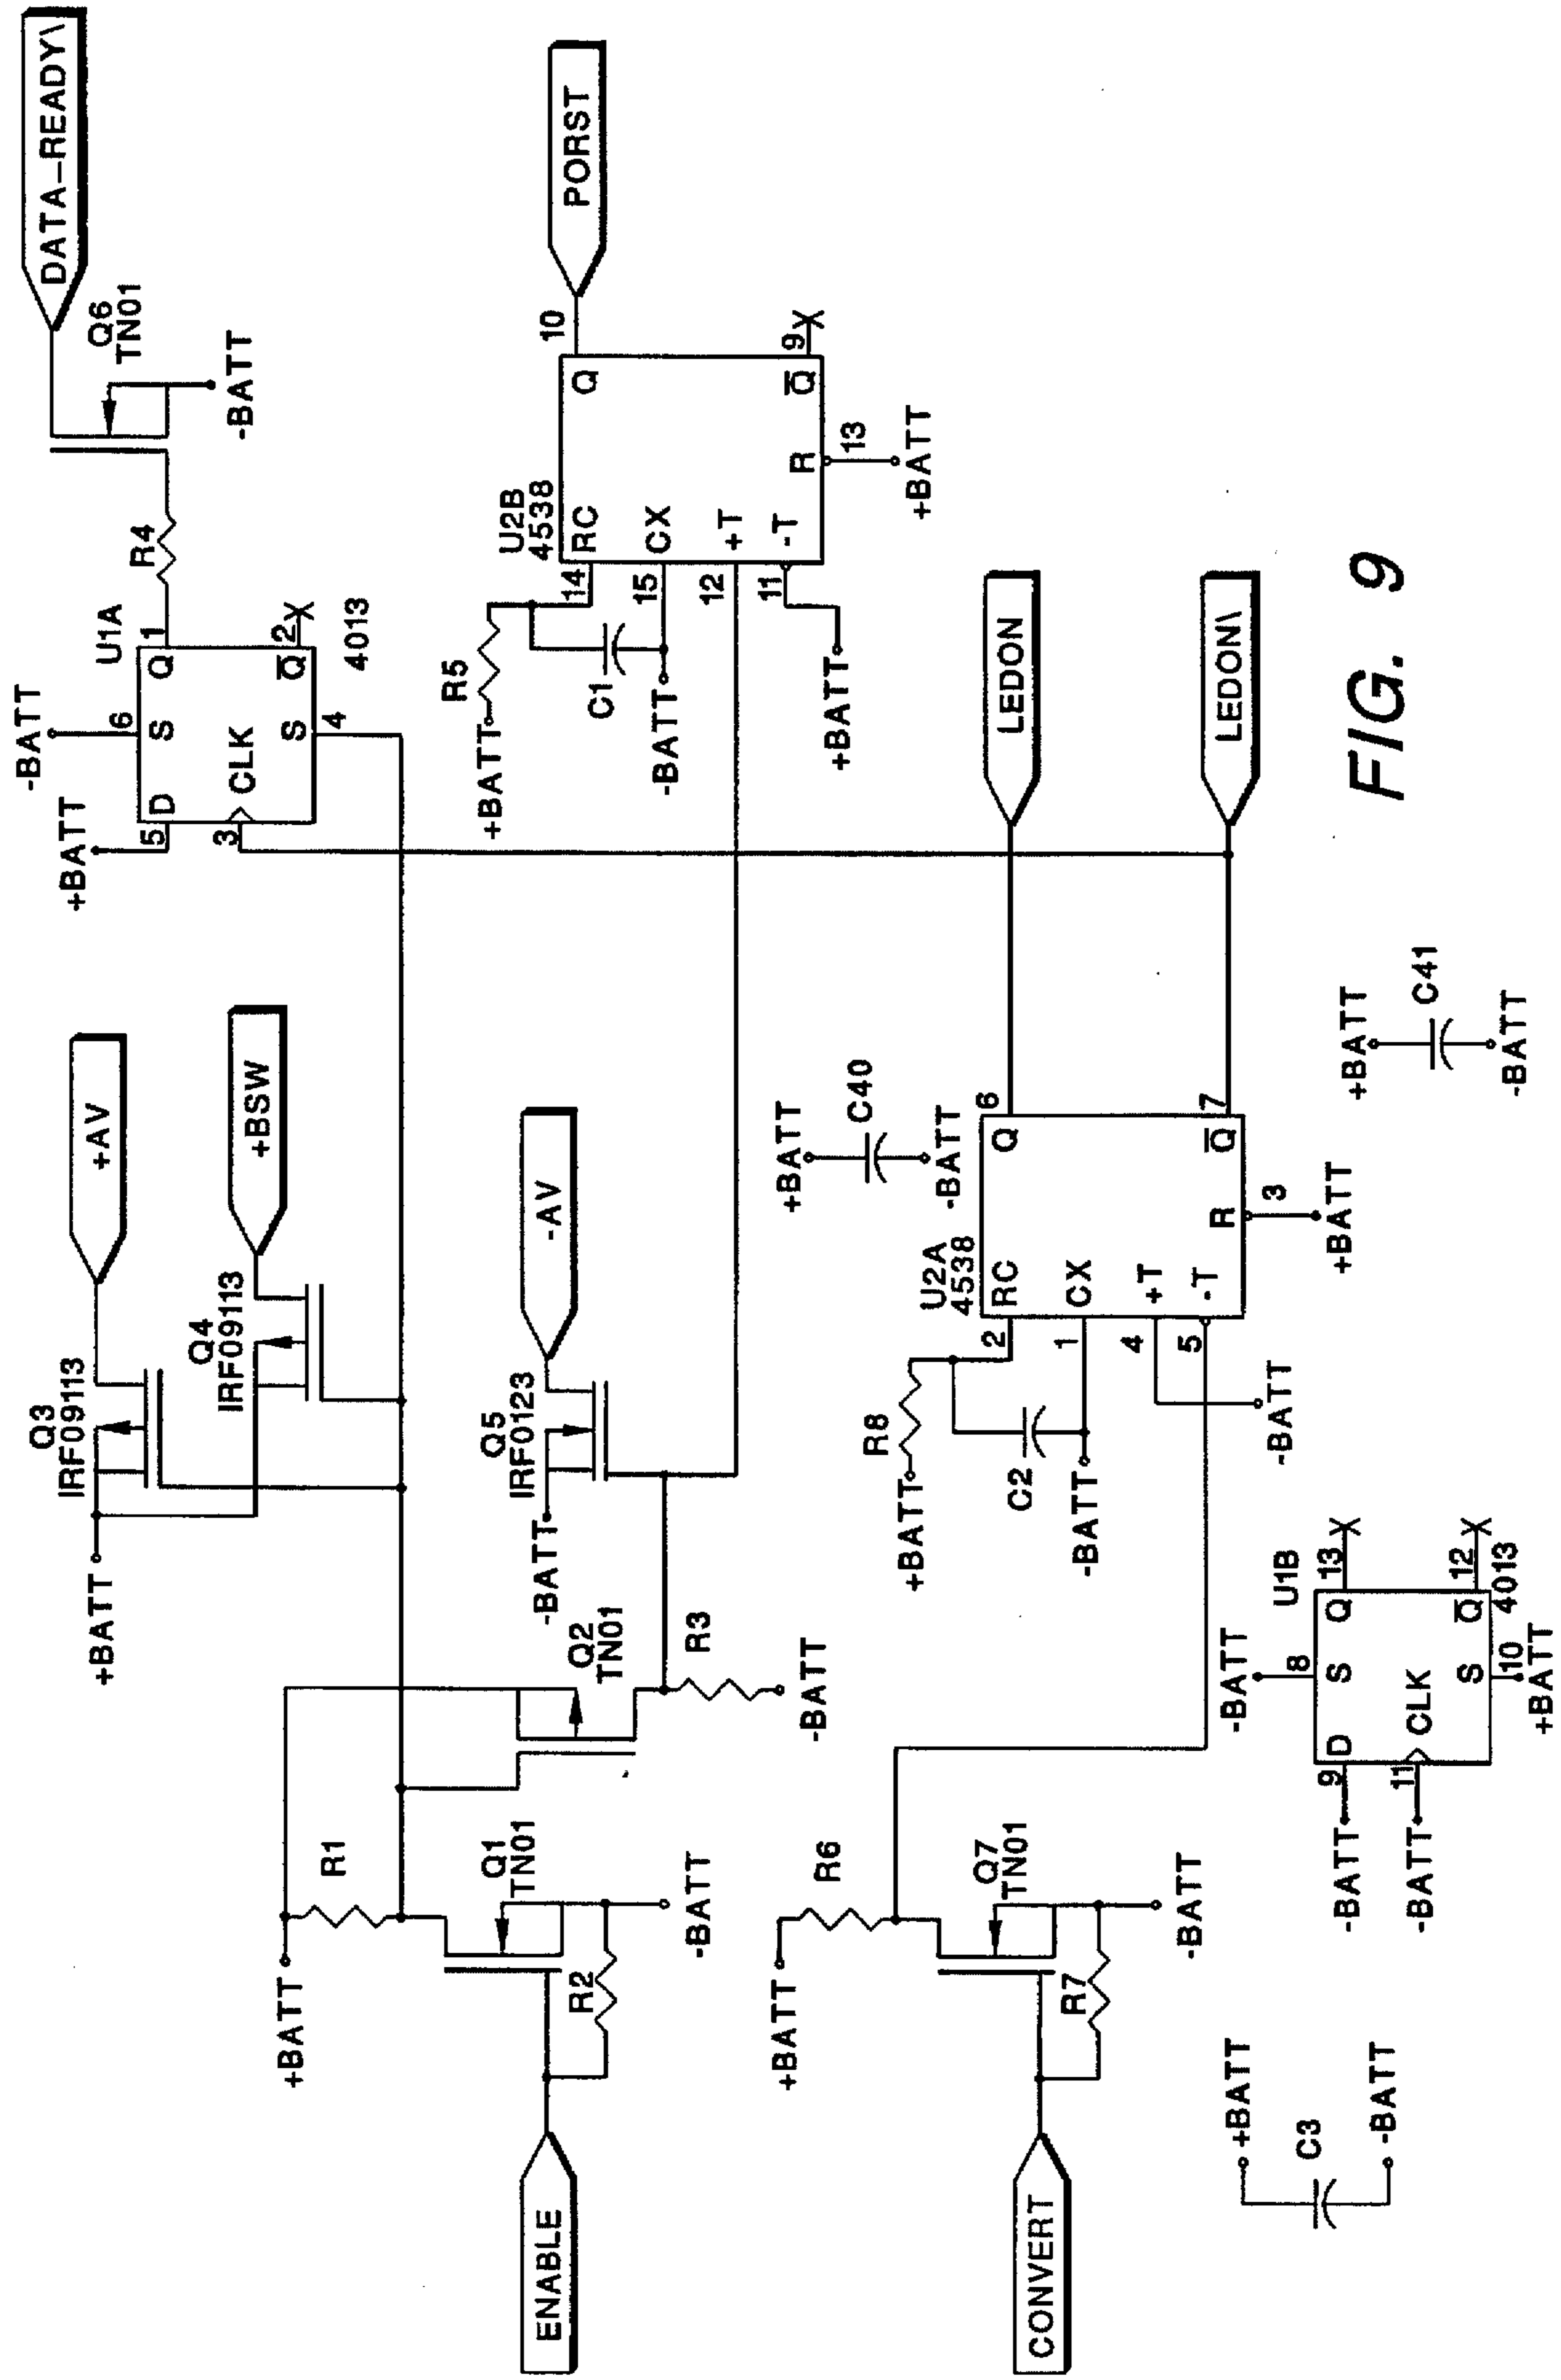 +BATT
Q3
IRF09113
+AV
Q4
IRF09113
+BSW
+BATT
R1
-BATT
6
U1A
+BATT
5
D
S
Q
1
R4
3
CLK
S
Q
2
4
4013
Q6
TN01
-BATT
DATA-READY\
ENABLE
R2
Q1
TN01
-BATT
Q2
TN01
R3
-BATT
-BATT
Q5
IRF0123
-AV
+BATT
R5
C1
-BATT
+BATT
U2B
4538
14
RC
15
CX
12
+T
11
-T
Q
10
Q
9
R
13
+BATT
PORST
+BATT
R6
CONVERT
R7
Q7
TN01
-BATT
+BATT
R8
C2
-BATT
-BATT
U2A
4538
2
RC
1
CX
4
+T
5
-T
Q
6
Q
7
R
3
+BATT
+BATT
C40
-BATT
LEDON
LEDON\
+BATT
C3
-BATT
-BATT
8
U1B
-BATT
9
D
S
Q
13
-BATT
11
CLK
S
Q
12
10
4013
+BATT
+BATT
C41
-BATT
FIG. 9